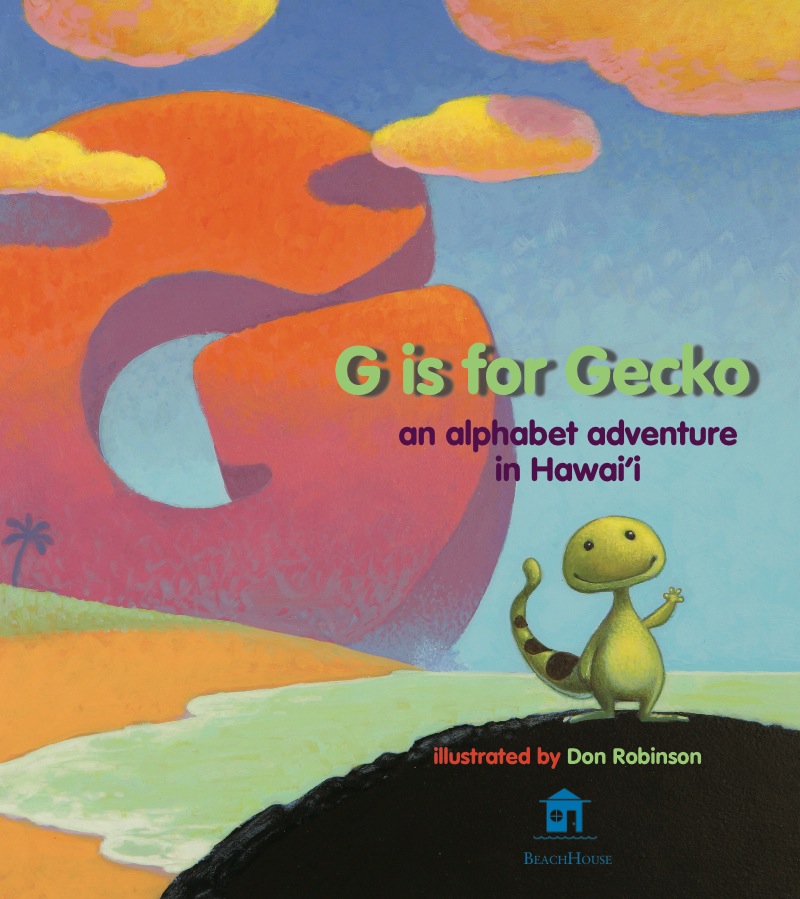 G is for Gecko
an alphabet adventure
in Hawai‘i
illustrated by Don Robinson
BEACHHOUSE